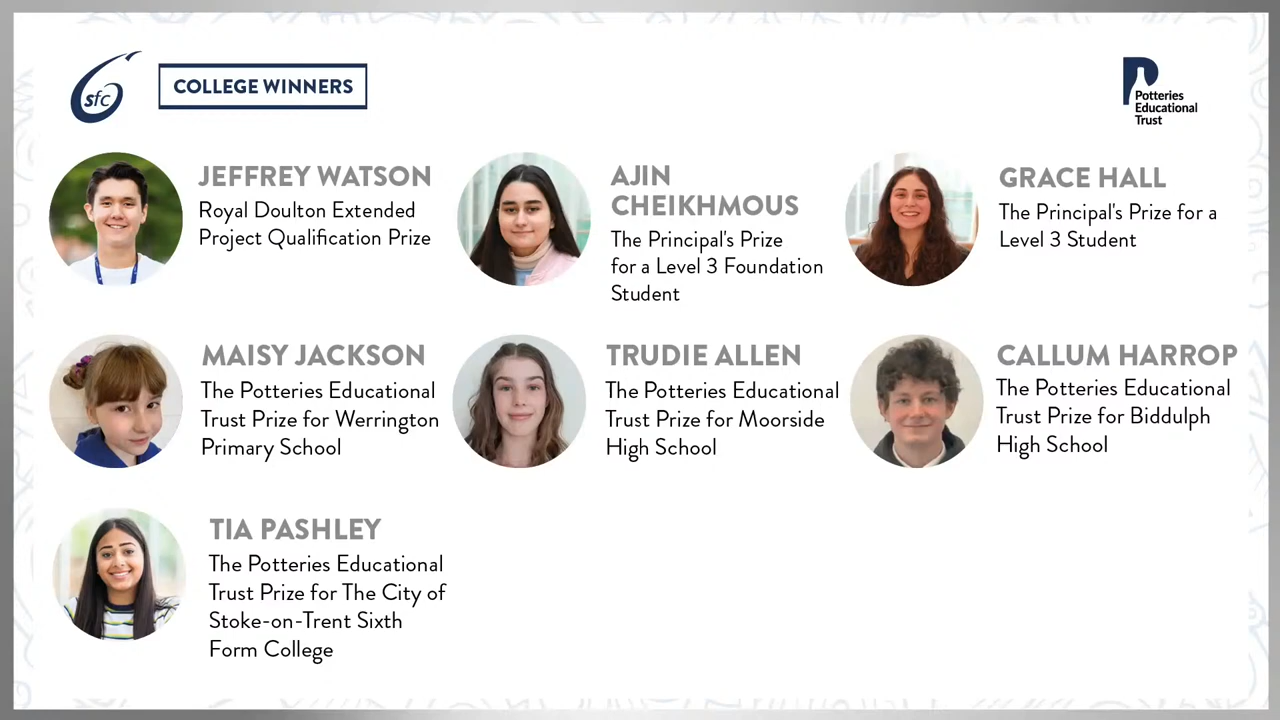 sfc
COLLEGE WINNERS
Potteries
Educational
Trust
JEFFREY WATSON
Royal Doulton Extended
Project Qualification Prize
AJIN
CHEIKHMOUS
The Principal's Prize
for a Level 3 Foundation
Student
GRACE HALL
The Principal's Prize for a
Level 3 Student
MAISY JACKSON
The Potteries Educational
Trust Prize for Werrington
Primary School
TRUDIE ALLEN
The Potteries Educational
Trust Prize for Moorside
High School
CALLUM HARROP
The Potteries Educational
Trust Prize for Biddulph
High School
TIA PASHLEY
The Potteries Educational
Trust Prize for The City of
Stoke-on-Trent Sixth
Form College